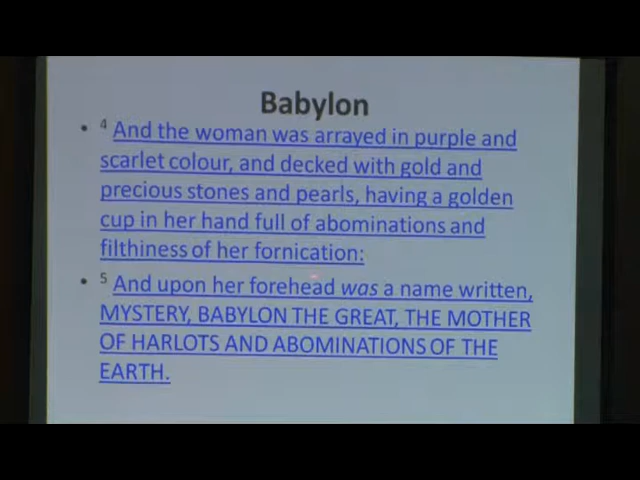 Babylon
• 4 And the woman was arrayed in purple and
scarlet colour, and decked with gold and
precious stones and pearls, having a golden
cup in her hand full of abominations and
filthiness of her fornication:
• 5 And upon her forehead was a name written,
MYSTERY, BABYLON THE GREAT, THE MOTHER
OF HARLOTS AND ABOMINATIONS OF THE
EARTH.